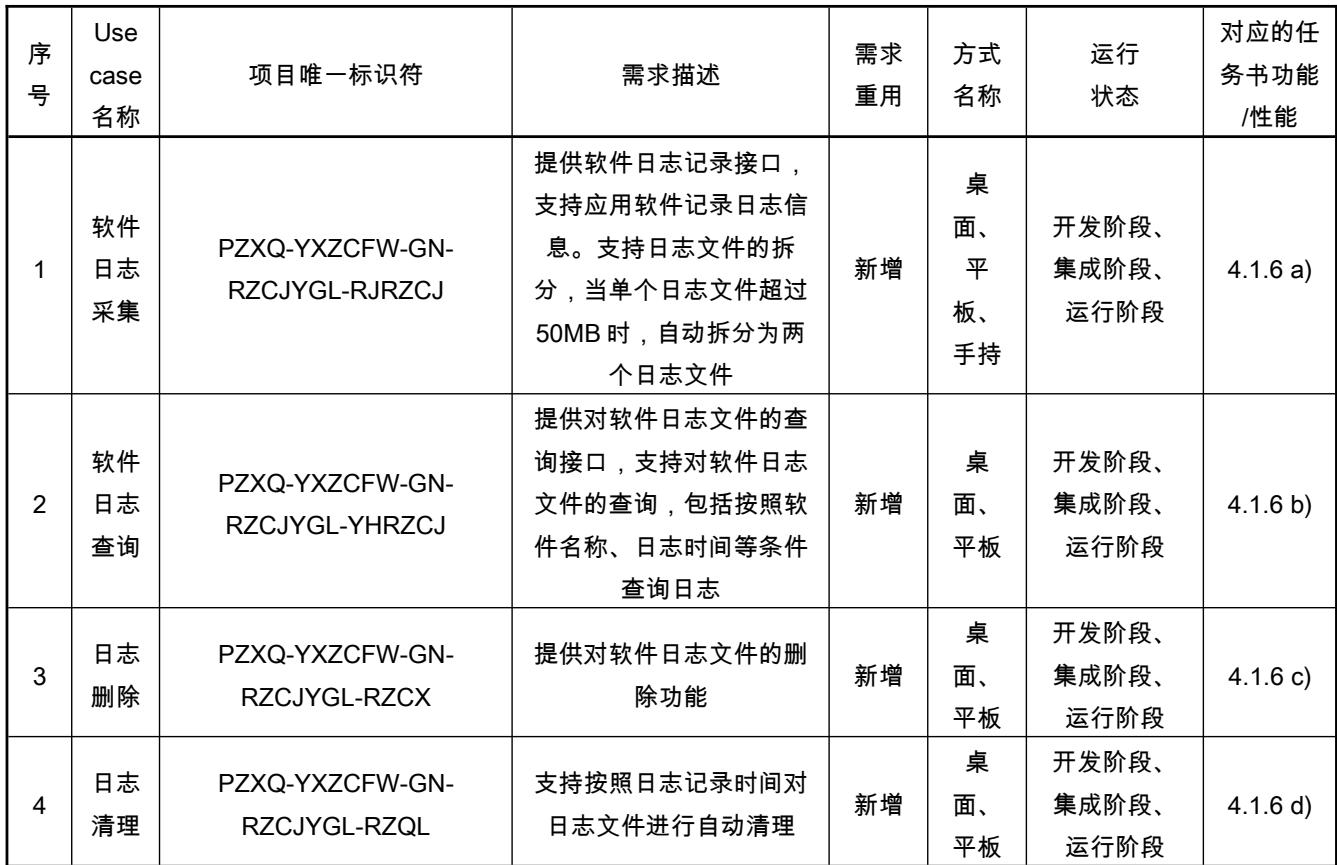 序号
Use case 名称
项目唯一标识符
需求描述
需求重用
方式名称
运行状态
对应的任务书功能/性能
1
软件
日志
采集
PZXQ-YXZCFW-GN-
RZCJYGL-RJRZCJ
提供软件日志记录接口，
支持应用软件记录日志信
息。支持日志文件的拆
分，当单个日志文件超过
50MB 时，自动拆分为两
个日志文件
新增
桌
面、
平
板、
手持
开发阶段、
集成阶段、
运行阶段
4.1.6 a)
2
软件
日志
查询
PZXQ-YXZCFW-GN-
RZCJYGL-YHRZCJ
提供对软件日志文件的查
询接口，支持对软件日志
文件的查询，包括按照软
件名称、日志时间等条件
查询日志
新增
桌
面、
平板
开发阶段、
集成阶段、
运行阶段
4.1.6 b)
3
日志
删除
PZXQ-YXZCFW-GN-
RZCJYGL-RZCX
提供对软件日志文件的删
除功能
新增
桌
面、
平板
开发阶段、
集成阶段、
运行阶段
4.1.6 c)
4
日志
清理
PZXQ-YXZCFW-GN-
RZCJYGL-RZQL
支持按照日志记录时间对
日志文件进行自动清理
新增
桌
面、
平板
开发阶段、
集成阶段、
运行阶段
4.1.6 d)